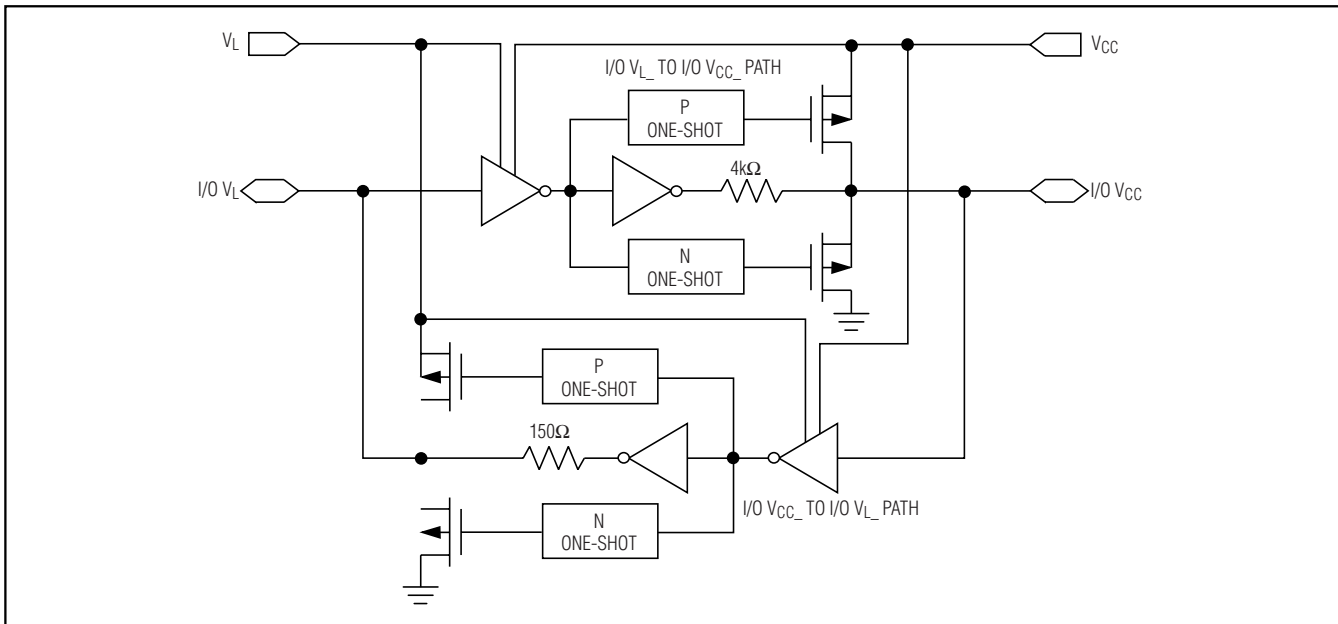 VL
VCC
I/O VL_ TO I/O VCC_ PATH
P
ONE-SHOT
4kΩ
I/O VL
I/O VCC
N
ONE-SHOT
P
ONE-SHOT
150Ω
I/O VCC_ TO I/O VL_ PATH
N
ONE-SHOT